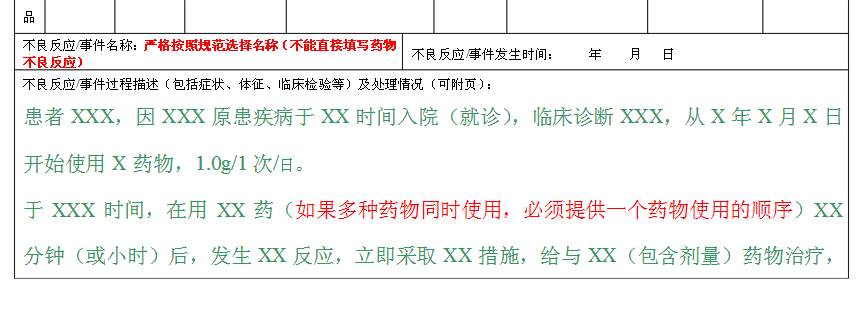 品
不良反应/事件名称：严格按照规范选择名称（不能直接填写药物
不良反应）
不良反应/事件发生时间： 年 月 日
不良反应/事件过程描述（包括症状、体征、临床检验等）及处理情况（可附页）：
患者 XXX，因 XXX 原患疾病于 XX 时间入院（就诊），临床诊断 XXX，从 X 年 X 月 X 日
开始使用 X 药物，1.0g/1 次/日。
于 XXX 时间，在用 XX 药（如果多种药物同时使用，必须提供一个药物使用的顺序）XX
分钟（或小时）后，发生 XX 反应，立即采取 XX 措施，给与 XX（包含剂量）药物治疗，